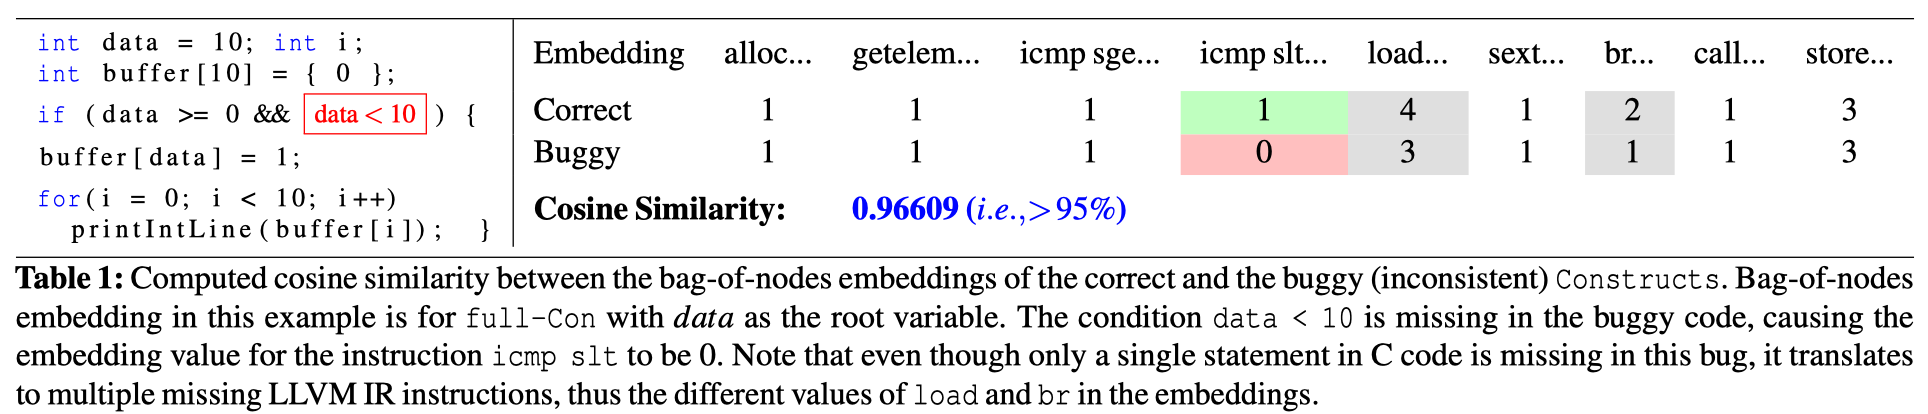 int data = 10; int i;
int buffer[10] = { 0 };
if (data >= 0 && data < 10 ) {
buffer[data] = 1;
for(i = 0; i < 10; i++)
printIntLine(buffer[i]); }
Embedding alloc... getelem... icmp sge... icmp slt... load... sext... br... call... store...
Correct 1 1 1 1 4 1 2 1 3
Buggy 1 1 1 0 3 1 1 1 3
Cosine Similarity: 0.96609 (i.e.,>95%)
Table 1: Computed cosine similarity between the bag-of-nodes embeddings of the correct and the buggy (inconsistent) Constructs. Bag-of-nodes
embedding in this example is for full-Con with data as the root variable. The condition data < 10 is missing in the buggy code, causing the
embedding value for the instruction icmp slt to be 0. Note that even though only a single statement in C code is missing in this bug, it translates
to multiple missing LLVM IR instructions, thus the different values of load and br in the embeddings.